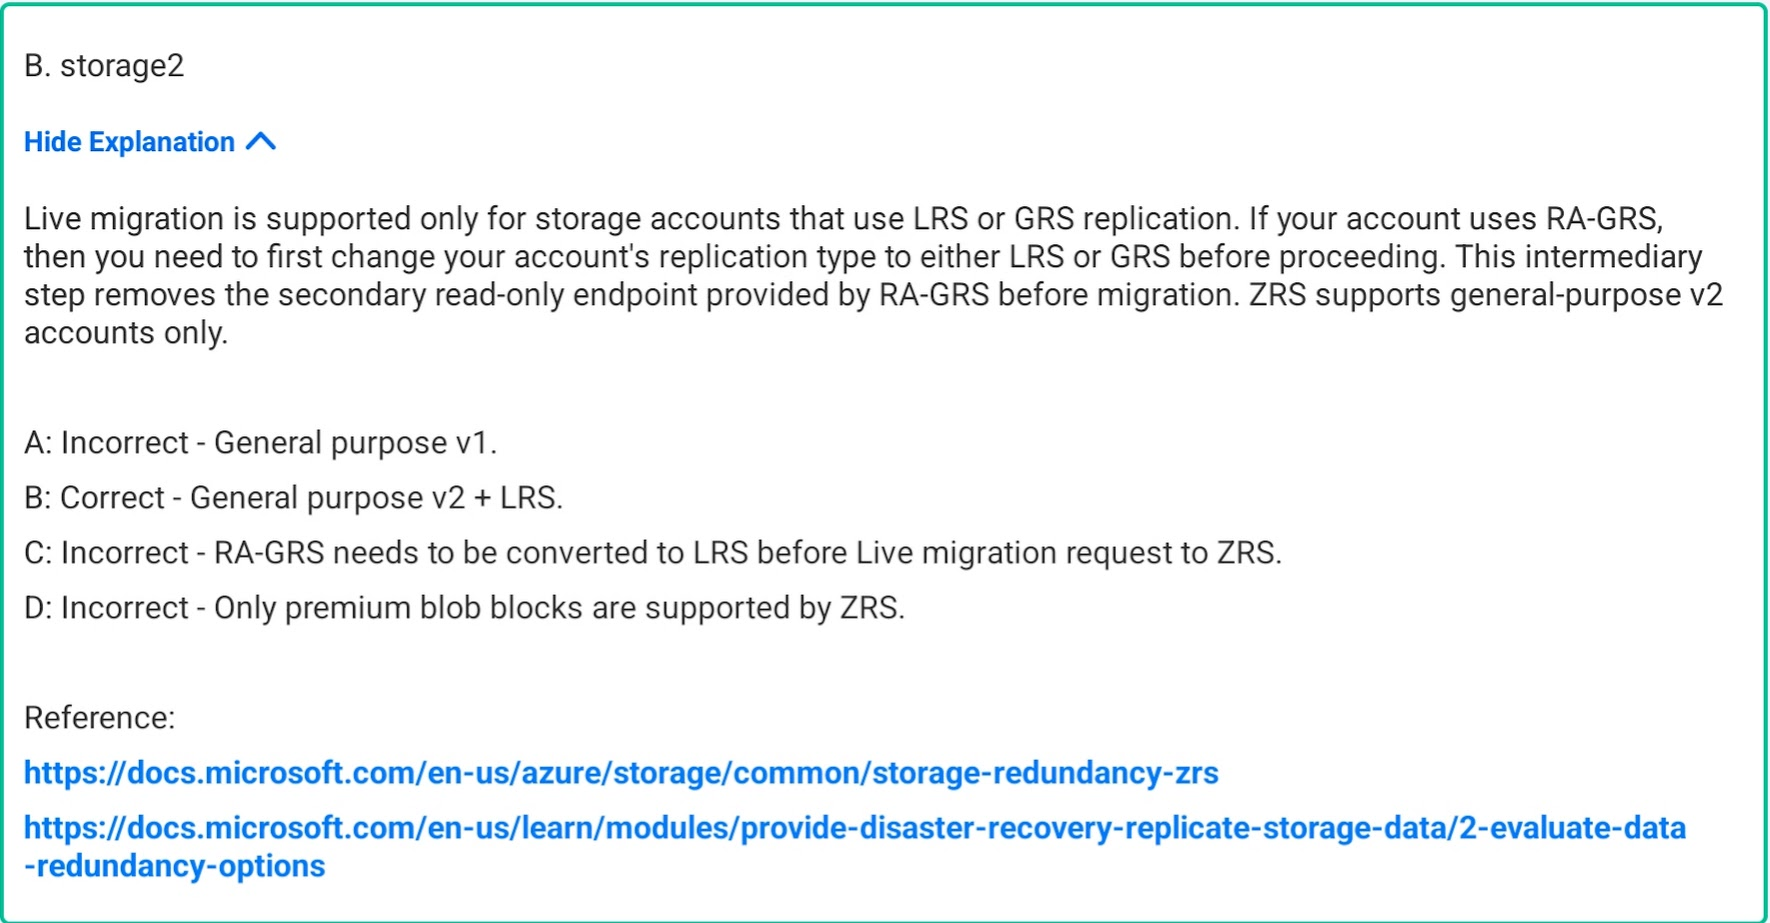 B. storage2
Hide Explanation
Live migration is supported only for storage accounts that use LRS or GRS replication. If your account uses RA-GRS,
then you need to first change your account's replication type to either LRS or GRS before proceeding. This intermediary
step removes the secondary read-only endpoint provided by RA-GRS before migration. ZRS supports general-purpose v2
accounts only.
A: Incorrect - General purpose v1.
B: Correct - General purpose v2 + LRS.
C: Incorrect - RA-GRS needs to be converted to LRS before Live migration request to ZRS.
D: Incorrect - Only premium blob blocks are supported by ZRS.
Reference:
https://docs.microsoft.com/en-us/azure/storage/common/storage-redundancy-zrs
https://docs.microsoft.com/en-us/learn/modules/provide-disaster-recovery-replicate-storage-data/2-evaluate-data
-redundancy-options